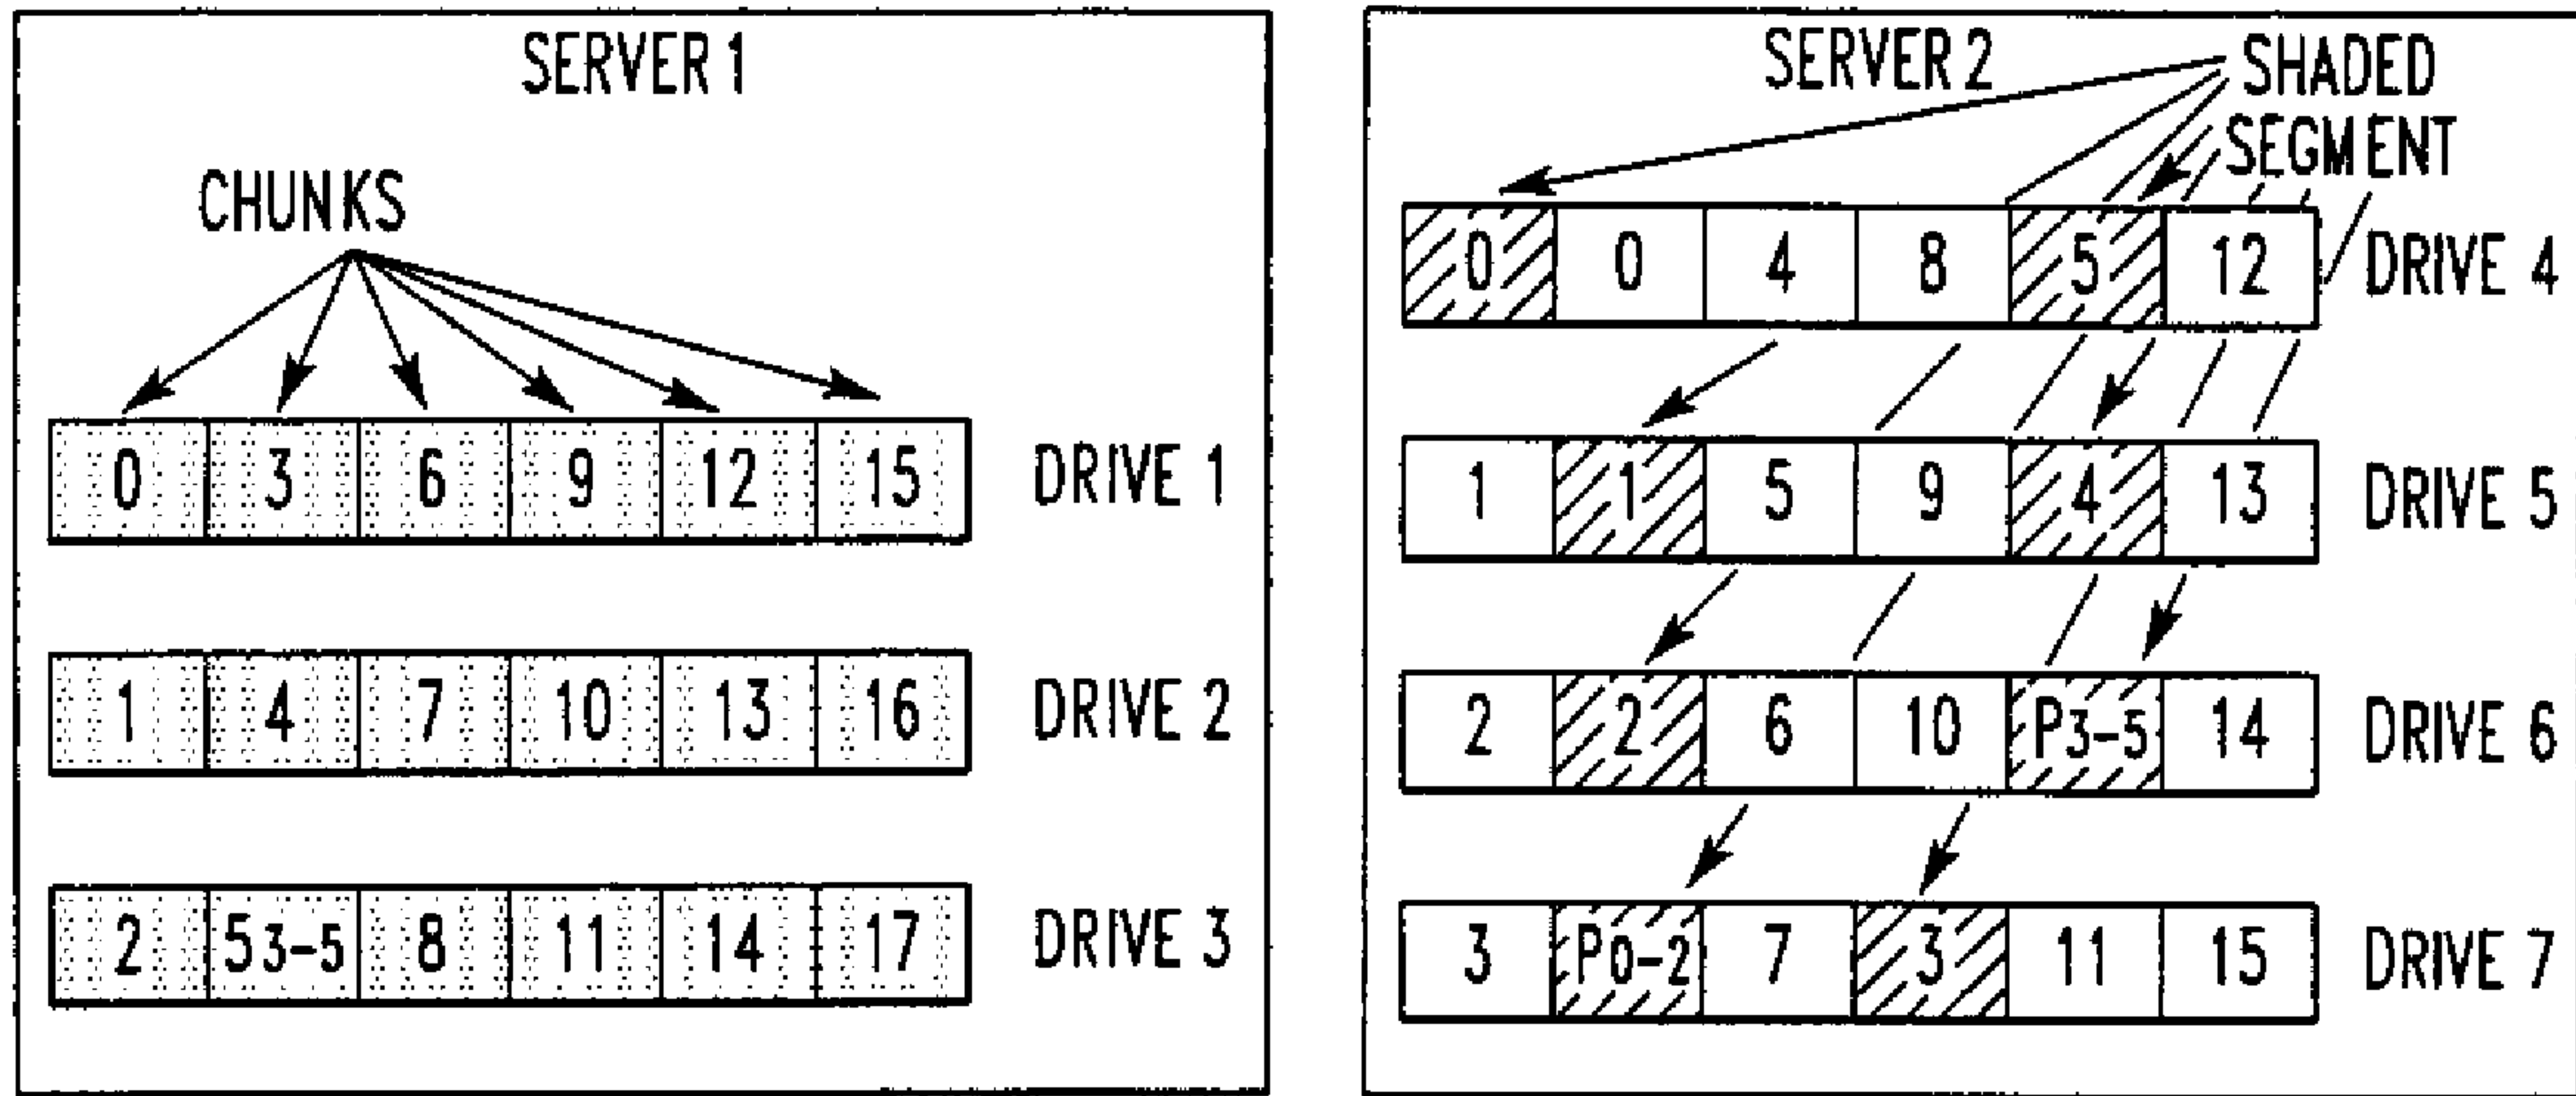 SERVER 1
CHUNKS
0 3 6 9 12 15 DRIVE 1
1 4 7 10 13 16 DRIVE 2
2 53-5 8 11 14 17 DRIVE 3
SERVER 2
SHADED
SEGMENT
0 0 4 8 5 12 DRIVE 4
1 1 5 9 4 13 DRIVE 5
2 2 6 10 P3-5 14 DRIVE 6
3 P0-2 7 3 11 15 DRIVE 7